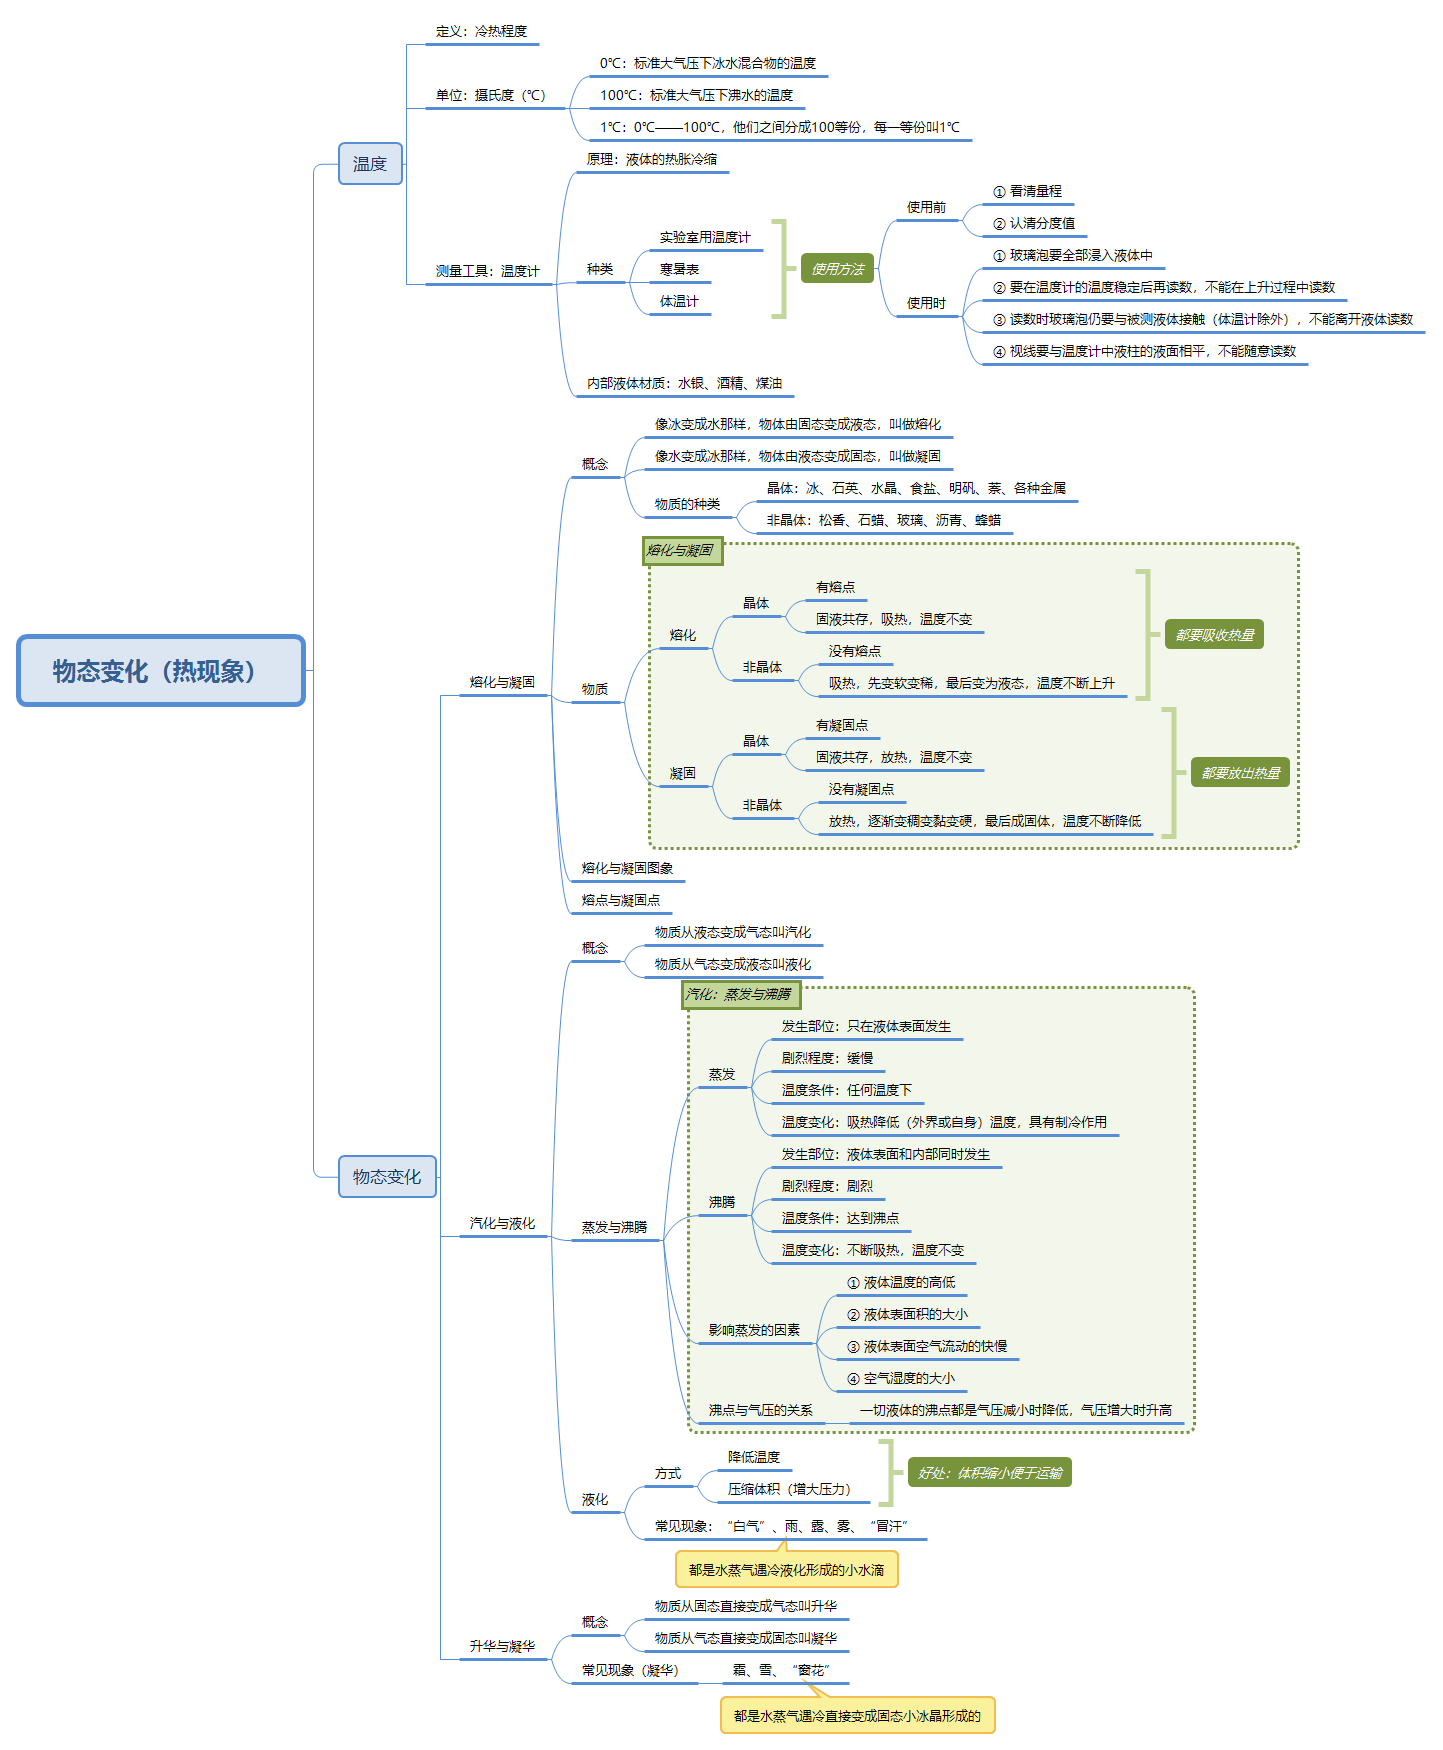 物态变化（热现象）
温度
定义：冷热程度
单位：摄氏度（℃）
0℃：标准大气压下冰水混合物的温度
100℃：标准大气压下沸水的温度
1℃：0℃——100℃，他们之间分成100等份，每一等份叫1℃
测量工具：温度计
原理：液体的热胀冷缩
种类
实验室用温度计
寒暑表
体温计
使用方法
使用前
① 看清量程
② 认清分度值
使用时
① 玻璃泡要全部浸入液体中
② 要在温度计的温度稳定后再读数，不能在上升过程中读数
③ 读数时玻璃泡仍要与被测液体接触（体温计除外），不能离开液体读数
④ 视线要与温度计中液柱的液面相平，不能随意读数
内部液体材质：水银、酒精、煤油
物态变化
熔化与凝固
概念
像冰变成水那样，物体由固态变成液态，叫做熔化
像水变成冰那样，物体由液态变成固态，叫做凝固
物质的种类
晶体：冰、石英、水晶、食盐、明矾、萘、各种金属
非晶体：松香、石蜡、玻璃、沥青、蜂蜡
物质
熔化与凝固
熔化
晶体
有熔点
固液共存，吸热，温度不变
非晶体
没有熔点
吸热，先变软变稀，最后变为液态，温度不断上升
都要吸收热量
凝固
晶体
有凝固点
固液共存，放热，温度不变
非晶体
没有凝固点
放热，逐渐变稠变黏变硬，最后成固体，温度不断降低
都要放出热量
熔化与凝固图象
熔点与凝固点
汽化与液化
概念
物质从液态变成气态叫汽化
物质从气态变成液态叫液化
蒸发与沸腾
汽化：蒸发与沸腾
蒸发
发生部位：只在液体表面发生
剧烈程度：缓慢
温度条件：任何温度下
温度变化：吸热降低（外界或自身）温度，具有制冷作用
沸腾
发生部位：液体表面和内部同时发生
剧烈程度：剧烈
温度条件：达到沸点
温度变化：不断吸热，温度不变
影响蒸发的因素
① 液体温度的高低
② 液体表面积的大小
③ 液体表面空气流动的快慢
④ 空气湿度的大小
沸点与气压的关系
一切液体的沸点都是气压减小时降低，气压增大时升高
液化
方式
降低温度
压缩体积（增大压力）
好处：体积缩小便于运输
常见现象：“白气”、雨、露、雾、“冒汗”
都是水蒸气遇冷液化形成的小水滴
升华与凝华
概念
物质从固态直接变成气态叫升华
物质从气态直接变成固态叫凝华
常见现象（凝华）
霜、雪、“窗花”
都是水蒸气遇冷直接变成固态小冰晶形成的